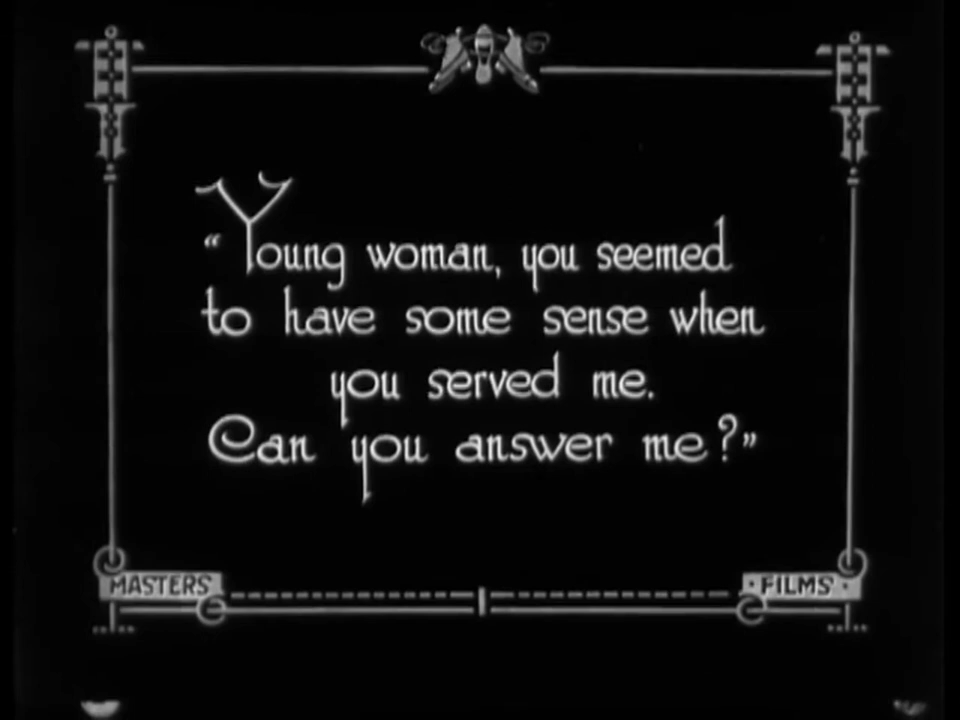 “Young woman, you seemed
to have some sense when
you served me.
Can you answer me?”
MASTERS
· FILMS ·